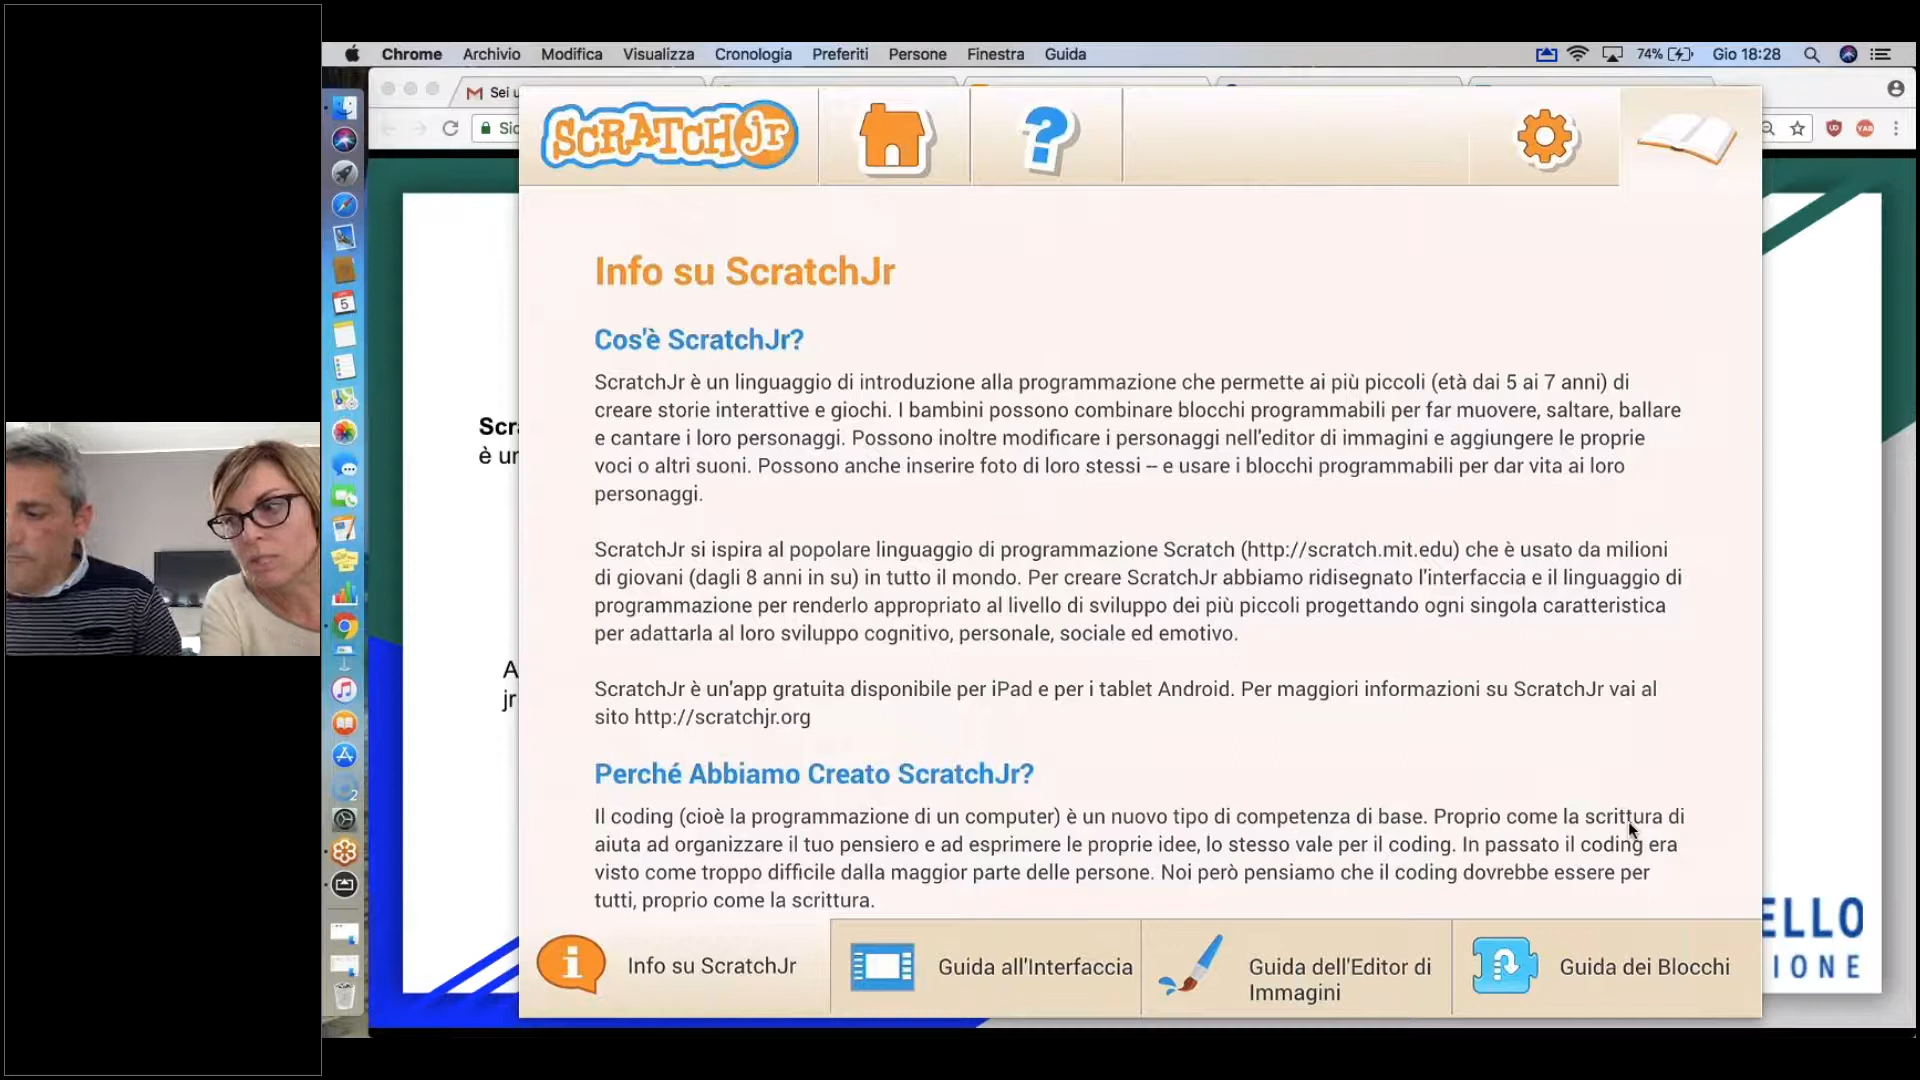 Chrome Archivio Modifica Visualizza Cronologia Preferiti Persone Finestra Guida 74% Gio 18:28
Sei u
Sic
SCRATCH jr
?
UD YAB
5
Info su ScratchJr
Cos'è ScratchJr?
ScratchJr è un linguaggio di introduzione alla programmazione che permette ai più piccoli (età dai 5 ai 7 anni) di
creare storie interattive e giochi. I bambini possono combinare blocchi programmabili per far muovere, saltare, ballare
e cantare i loro personaggi. Possono inoltre modificare i personaggi nell'editor di immagini e aggiungere le proprie
voci o altri suoni. Possono anche inserire foto di loro stessi -- e usare i blocchi programmabili per dar vita ai loro
personaggi.
Scr
è un
ScratchJr si ispira al popolare linguaggio di programmazione Scratch (http://scratch.mit.edu) che è usato da milioni
di giovani (dagli 8 anni in su) in tutto il mondo. Per creare ScratchJr abbiamo ridisegnato l'interfaccia e il linguaggio di
programmazione per renderlo appropriato al livello di sviluppo dei più piccoli progettando ogni singola caratteristica
per adattarla al loro sviluppo cognitivo, personale, sociale ed emotivo.
A
jr
ScratchJr è un'app gratuita disponibile per iPad e per i tablet Android. Per maggiori informazioni su ScratchJr vai al
sito http://scratchjr.org
Perché Abbiamo Creato ScratchJr?
Il coding (cioè la programmazione di un computer) è un nuovo tipo di competenza di base. Proprio come la scrittura di
aiuta ad organizzare il tuo pensiero e ad esprimere le proprie idee, lo stesso vale per il coding. In passato il coding era
visto come troppo difficile dalla maggior parte delle persone. Noi però pensiamo che il coding dovrebbe essere per
tutti, proprio come la scrittura.
ELLO
IONE
i Info su ScratchJr
Guida all'Interfaccia
Guida dell'Editor di
Immagini
Guida dei Blocchi